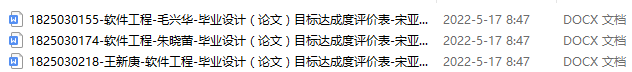 1825030155-软件工程-毛兴华-毕业设计（论文）目标达成度评价表-宋亚... 2022-5-17 8:47 DOCX 文档
1825030174-软件工程-朱晓菡-毕业设计（论文）目标达成度评价表-宋亚... 2022-5-17 8:47 DOCX 文档
1825030218-王新庚-软件工程-毕业设计（论文）目标达成度评价表-宋亚... 2022-5-17 8:47 DOCX 文档